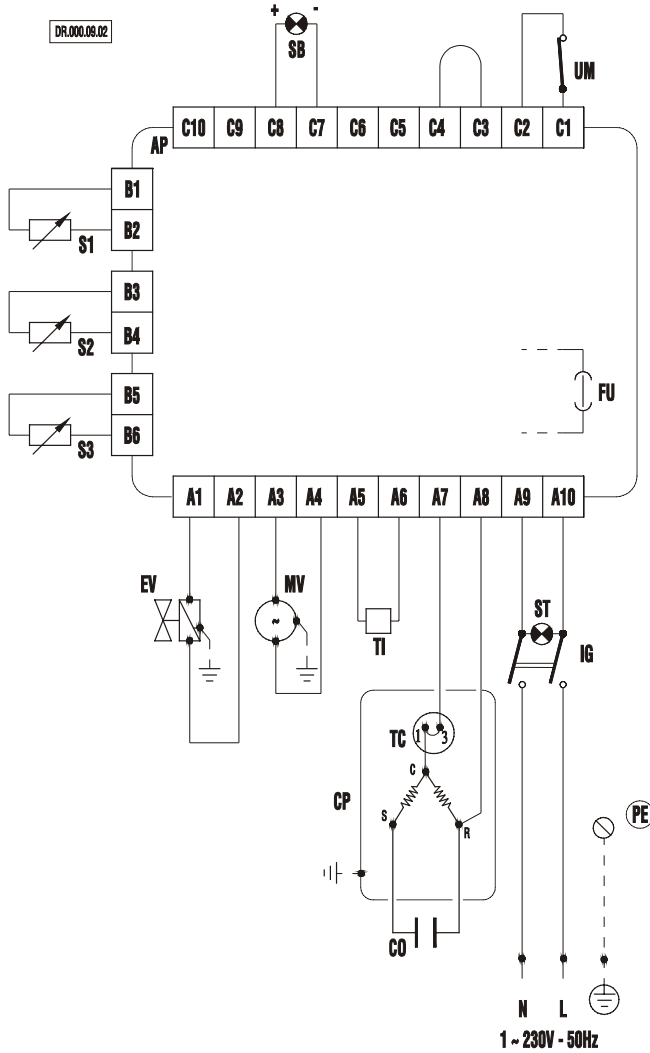 DR.000.09.02
+ -
SB
UM
C10 C9 C8 C7 C6 C5 C4 C3 C2 C1
AP
B1
B2
S1
B3
B4
S2
B5
B6
S3
FU
A1 A2 A3 A4 A5 A6 A7 A8 A9 A10
EV
MV
~
TI
ST
IG
TC
1 3
C
CP
S
R
PE
CO
N L
1 ~ 230V - 50Hz